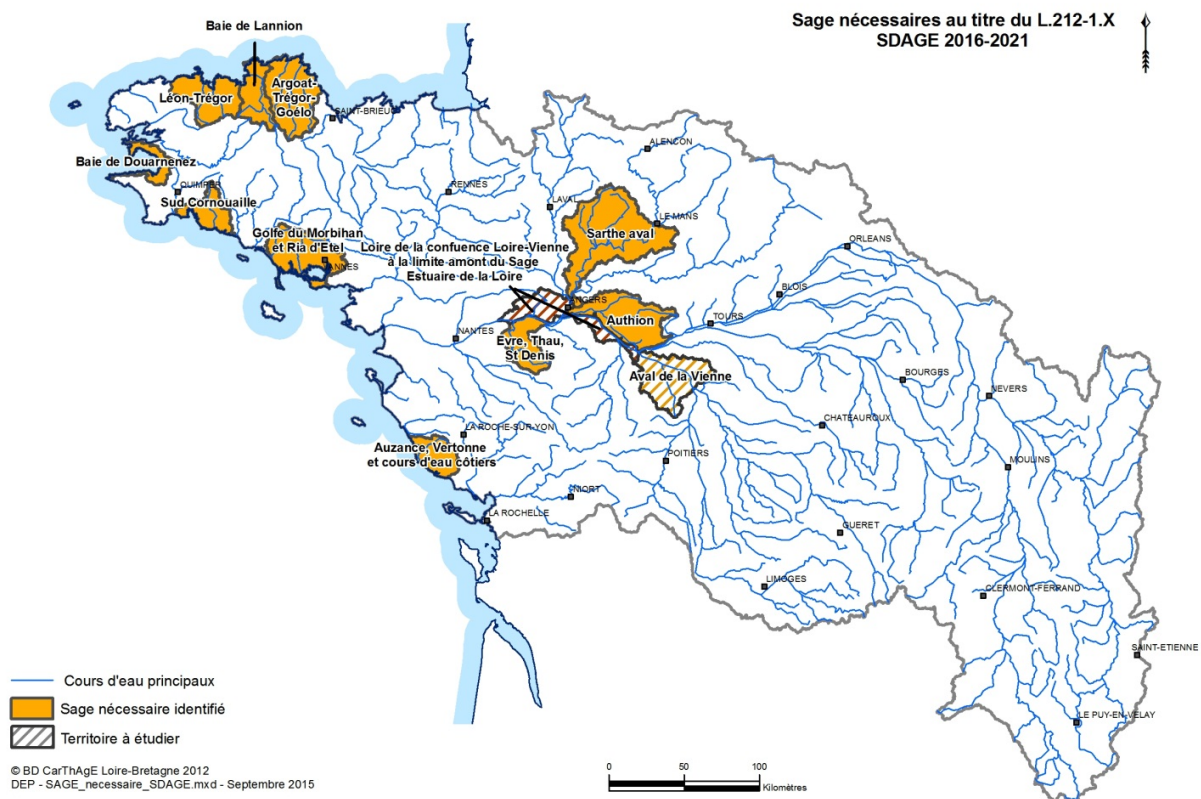 Sage nécessaires au titre du L.212-1.X
SDAGE 2016-2021
Baie de Lannion
Léon-Trégor
Argoat-
Trégor-
Goëlo
SAINT-BRIEUC
Baie de Douarnenez
QUIMPER
Sud Cornouaille
RENNES
LAVAL
ALENCON
LE MANS
Sarthe aval
Golfe du Morbihan
et Ria d'Etel
VANNES
Loire de la confluence Loire-Vienne
à la limite amont du Sage
Estuaire de la Loire
ORLEANS
BLOIS
ANGERS
Authion
TOURS
NANTES
Evre, Thau,
St Denis
Aval de la Vienne
BOURGES
NEVERS
CHATEAUROUX
LA ROCHE-SUR-YON
Auzance, Vertonne
et cours d'eau côtiers
POITIERS
MOULINS
NIORT
LA ROCHELLE
GUERET
LIMOGES
CLERMONT-FERRAND
SAINT-ETIENNE
LE PUY-EN-VELAY
Cours d'eau principaux
Sage nécessaire identifié
Territoire à étudier
© BD CarThAgE Loire-Bretagne 2012
DEP - SAGE_necessaire_SDAGE.mxd - Septembre 2015
0 50 100
Kilomètres